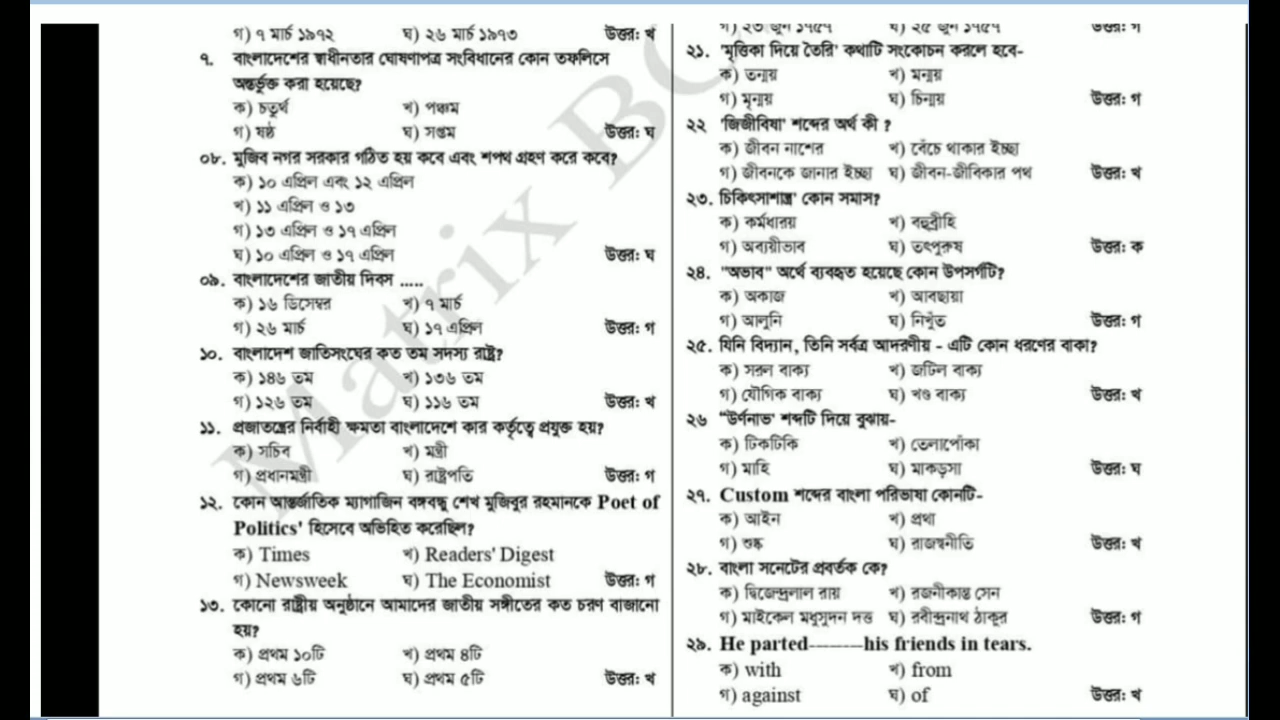 গ) ৭ মার্চ ১৯৭২ ঘ) ২৬ মার্চ ১৯৭৩ উত্তর: খ
৭. বাংলাদেশের স্বাধীনতার ঘোষণাপত্র সংবিধানের কোন তফলিসে
অন্তর্ভুক্ত করা হয়েছে?
ক) চতুর্থ খ) পঞ্চম
গ) ষষ্ঠ ঘ) সপ্তম উত্তর: ঘ
০৮. মুজিব নগর সরকার গঠিত হয় কবে এবং শপথ গ্রহণ করে কবে?
ক) ১০ এপ্রিল এবং ১২ এপ্রিল
খ) ১১ এপ্রিল ও ১৩
গ) ১৩ এপ্রিল ও ১৭ এপ্রিল
ঘ) ১০ এপ্রিল ও ১৭ এপ্রিল উত্তর: ঘ
০৯. বাংলাদেশের জাতীয় দিবস .....
ক) ১৬ ডিসেম্বর খ) ৭ মার্চ
গ) ২৬ মার্চ ঘ) ১৭ এপ্রিল উত্তর: গ
১০. বাংলাদেশ জাতিসংঘের কত তম সদস্য রাষ্ট্র?
ক) ১৪৬ তম খ) ১৩৬ তম
গ) ১২৬ তম ঘ) ১১৬ তম উত্তর: খ
১১. প্রজাতন্ত্রের নির্বাহী ক্ষমতা বাংলাদেশে কার কর্তৃত্বে প্রযুক্ত হয়?
ক) সচিব খ) মন্ত্রী
গ) প্রধানমন্ত্রী ঘ) রাষ্ট্রপতি উত্তর: গ
১২. কোন আন্তর্জাতিক ম্যাগাজিন বঙ্গবন্ধু শেখ মুজিবুর রহমানকে Poet of
Politics' হিসেবে অভিহিত করেছিল?
ক) Times খ) Readers' Digest
গ) Newsweek ঘ) The Economist উত্তর: গ
১৩. কোনো রাষ্ট্রীয় অনুষ্ঠানে আমাদের জাতীয় সঙ্গীতের কত চরণ বাজানো
হয়?
ক) প্রথম ১০টি খ) প্রথম ৪টি
গ) প্রথম ৬টি ঘ) প্রথম ৫টি উত্তর: খ
গ) ২৩ জুন ১৭৫৭ ঘ) ২৫ জুন ১৭৫৭ উত্তর: গ
২১. 'মৃত্তিকা দিয়ে তৈরি' কথাটি সংকোচন করলে হবে-
ক) তন্ময় খ) মন্ময়
গ) মৃন্ময় ঘ) চিন্ময় উত্তর: গ
২২ 'জিজীবিষা' শব্দের অর্থ কী ?
ক) জীবন নাশের খ) বেঁচে থাকার ইচ্ছা
গ) জীবনকে জানার ইচ্ছা ঘ) জীবন-জীবিকার পথ উত্তর: খ
২৩. চিকিৎসাশাস্ত্র' কোন সমাস?
ক) কর্মধারয় খ) বহুব্রীহি
গ) অব্যয়ীভাব ঘ) তৎপুরুষ উত্তর: ক
২৪. "অভাব" অর্থে ব্যবহৃত হয়েছে কোন উপসর্গটি?
ক) অকাজ খ) আবছায়া
গ) আলুনি ঘ) নিখুঁত উত্তর: গ
২৫. যিনি বিদ্যান, তিনি সর্বত্র আদরণীয় - এটি কোন ধরণের বাক্য?
ক) সরল বাক্য খ) জটিল বাক্য
গ) যৌগিক বাক্য ঘ) খণ্ড বাক্য উত্তর: খ
২৬ “ঊর্ণনাভ' শব্দটি দিয়ে বুঝায়-
ক) টিকটিকি খ) তেলাপোঁকা
গ) মাহি ঘ) মাকড়সা উত্তর: ঘ
২৭. Custom শব্দের বাংলা পরিভাষা কোনটি-
ক) আইন খ) প্রথা
গ) শুল্ক ঘ) রাজস্বনীতি উত্তর: খ
২৮. বাংলা সনেটের প্রবর্তক কে?
ক) দ্বিজেন্দ্রলাল রায় খ) রজনীকান্ত সেন
গ) মাইকেল মধুসুদন দত্ত ঘ) রবীন্দ্রনাথ ঠাকুর উত্তর: গ
২৯. He parted--------his friends in tears.
ক) with খ) from
গ) against ঘ) of উত্তর: খ
Matrix BC